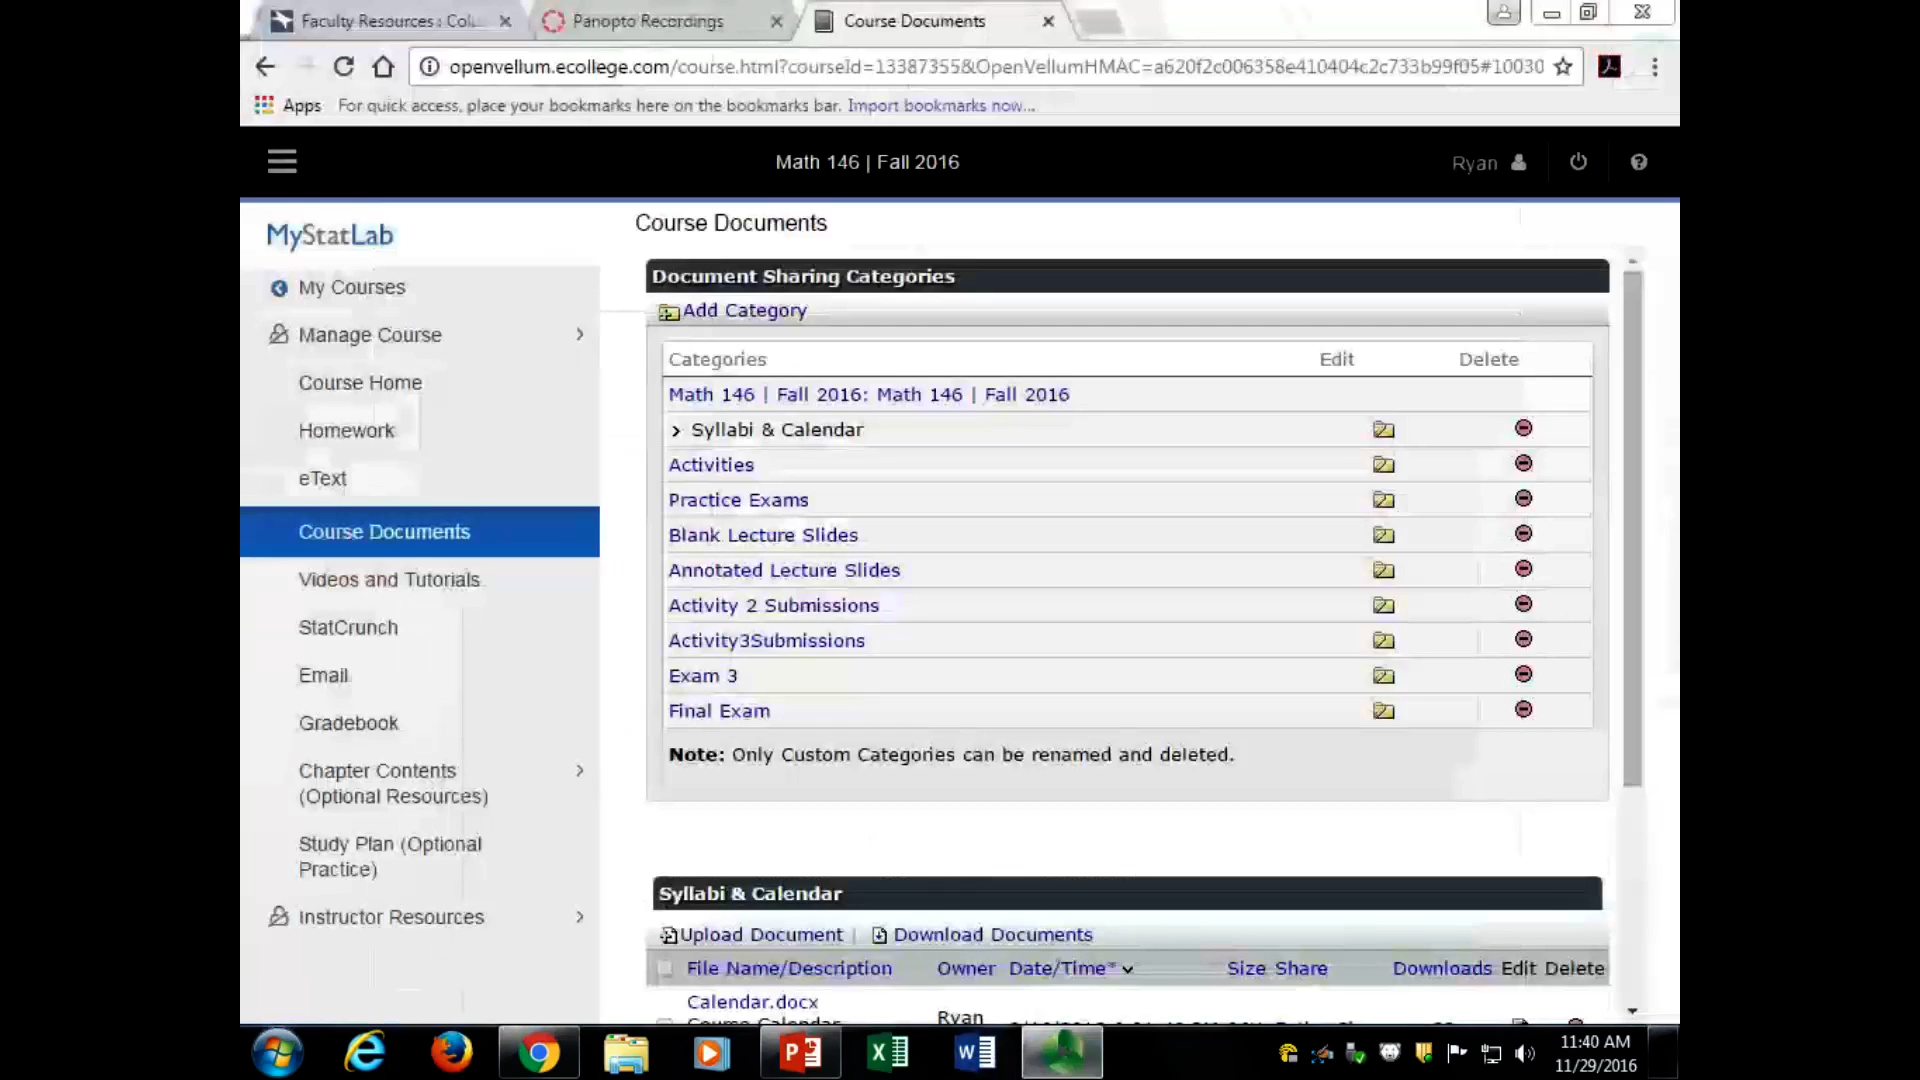 Faculty Resources : Col
Panopto Recordings
Course Documents
openvellum.ecollege.com/course.html?courseId=13387355&OpenVellumHMAC=a620f2c006358e410404c2c733b99f05#10030
Apps For quick access, place your bookmarks here on the bookmarks bar. Import bookmarks now...
Math 146 | Fall 2016
Ryan
MyStatLab
My Courses
Manage Course
Course Home
Homework
eText
Course Documents
Videos and Tutorials
StatCrunch
Email
Gradebook
Chapter Contents
(Optional Resources)
Study Plan (Optional
Practice)
Instructor Resources
Course Documents
Document Sharing Categories
Add Category
Categories Edit Delete
Math 146 | Fall 2016: Math 146 | Fall 2016
Syllabi & Calendar
Activities
Practice Exams
Blank Lecture Slides
Annotated Lecture Slides
Activity 2 Submissions
Activity3Submissions
Exam 3
Final Exam
Note: Only Custom Categories can be renamed and deleted.
Syllabi & Calendar
Upload Document | Download Documents
File Name/Description Owner Date/Time* Size Share Downloads Edit Delete
Calendar.docx
Course Calendar
Ryan
11:40 AM
11/29/2016